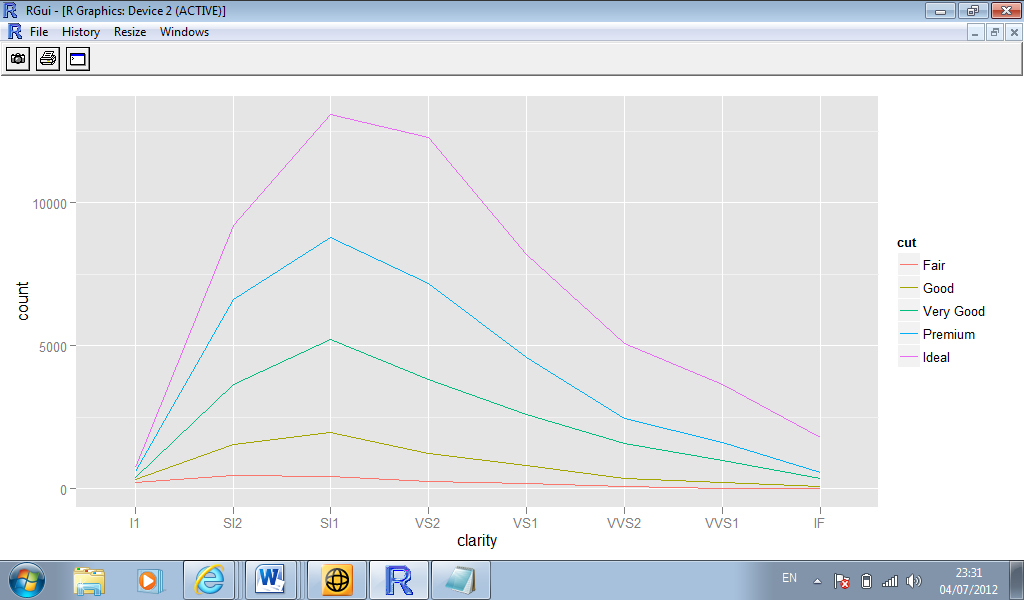 RGui - [R Graphics: Device 2 (ACTIVE)]
File History Resize Windows
10000
5000
0
count
I1 SI2 SI1 VS2 VS1 VVS2 VVS1 IF
clarity
cut
Fair
Good
Very Good
Premium
Ideal
EN
23:31
04/07/2012